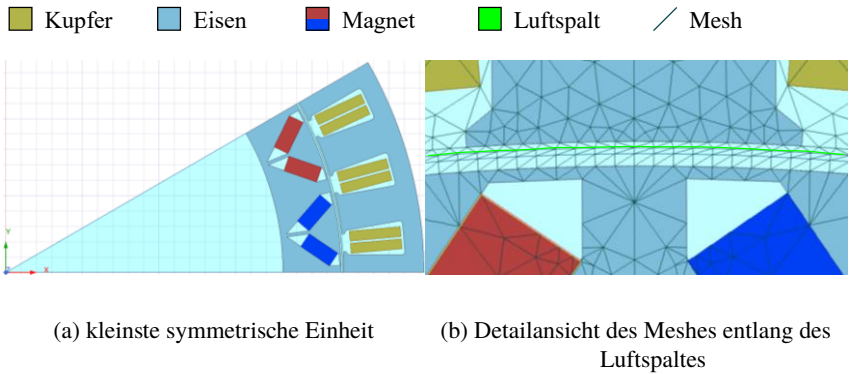 Kupfer Eisen Magnet Luftspalt Mesh
Y
Z X
(a) kleinste symmetrische Einheit
(b) Detailansicht des Meshes entlang des
Luftspaltes